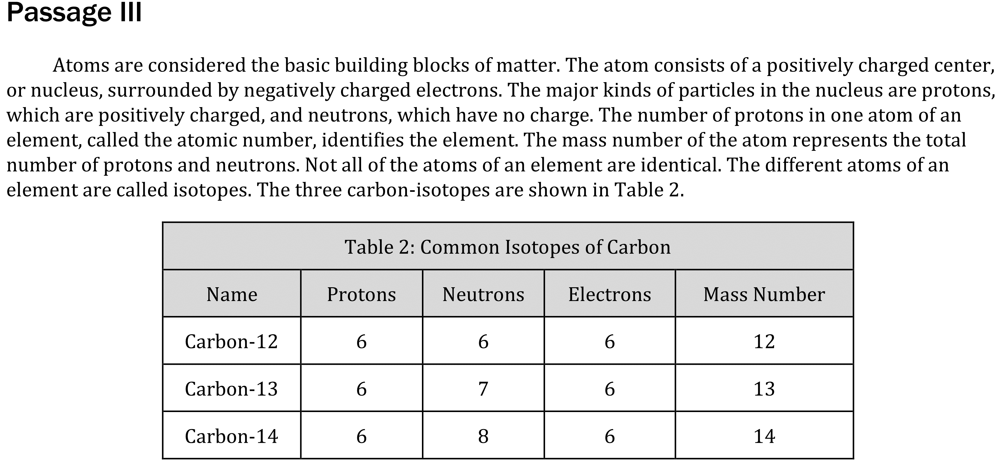 Passage III
Atoms are considered the basic building blocks of matter. The atom consists of a positively charged center,
or nucleus, surrounded by negatively charged electrons. The major kinds of particles in the nucleus are protons,
which are positively charged, and neutrons, which have no charge. The number of protons in one atom of an
element, called the atomic number, identifies the element. The mass number of the atom represents the total
number of protons and neutrons. Not all of the atoms of an element are identical. The different atoms of an
element are called isotopes. The three carbon-isotopes are shown in Table 2.
Table 2: Common Isotopes of Carbon
Name Protons Neutrons Electrons Mass Number
Carbon-12 6 6 6 12
Carbon-13 6 7 6 13
Carbon-14 6 8 6 14